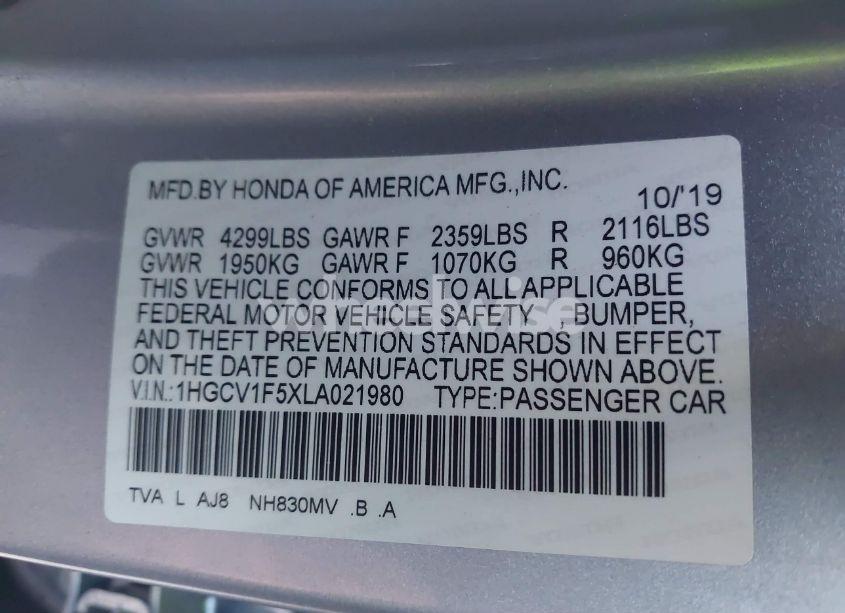 MFD.BY HONDA OF AMERICA MFG.,INC. 10/'19
GVWR 4299LBS GAWR F 2359LBS R 2116LBS
GVWR 1950KG GAWR F 1070KG R 960KG
THIS VEHICLE CONFORMS TO ALL APPLICABLE
FEDERAL MOTOR VEHICLE SAFETY , BUMPER,
AND THEFT PREVENTION STANDARDS IN EFFECT
ON THE DATE OF MANUFACTURE SHOWN ABOVE.
V.I.N.:1HGCV1F5XLA021980 TYPE:PASSENGER CAR
TVA L AJ8 NH830MV .B .A